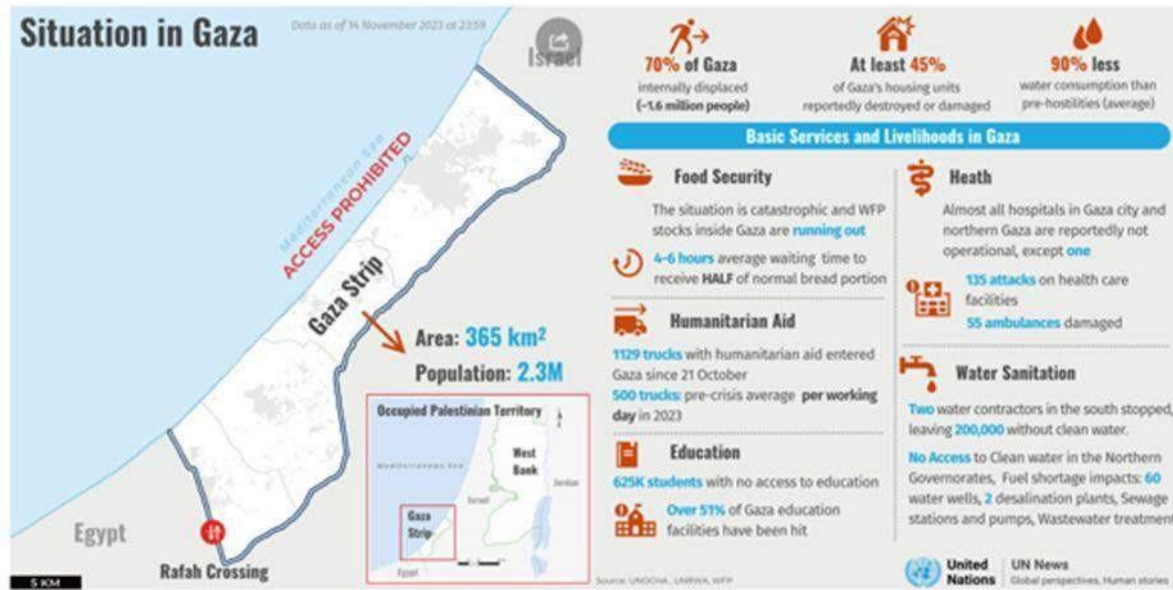 Situation in Gaza
Data as of 14 November 2023 at 23:59
Israel
Mediterranean Sea
ACCESS PROHIBITED
Gaza Strip
Area: 365 km²
Population: 2.3M
Occupied Palestinian Territory
Mediterranean Sea
West
Bank
Jordan
Israel
Gaza
Strip
Egypt
Egypt
Rafah Crossing
5 KM
70% of Gaza
internally displaced
(~1.6 million people)
At least 45%
of Gaza's housing units
reportedly destroyed or damaged
90% less
water consumption than
pre-hostilities (average)
Basic Services and Livelihoods in Gaza
Food Security
The situation is catastrophic and WFP
stocks inside Gaza are running out
4-6 hours average waiting time to
receive HALF of normal bread portion
Humanitarian Aid
1129 trucks with humanitarian aid entered
Gaza since 21 October
500 trucks: pre-crisis average per working
day in 2023
Education
625K students with no access to education
Over 51% of Gaza education
facilities have been hit
Heath
Almost all hospitals in Gaza city and
northern Gaza are reportedly not
operational, except one
135 attacks on health care
facilities
55 ambulances damaged
Water Sanitation
Two water contractors in the south stopped,
leaving 200,000 without clean water.
No Access to Clean water in the Northern
Governorates, Fuel shortage impacts: 60
water wells, 2 desalination plants, Sewage
stations and pumps, Wastewater treatment
Source: UNOCHA, UNRWA, WFP
United
Nations
UN News
Global perspectives, Human stories